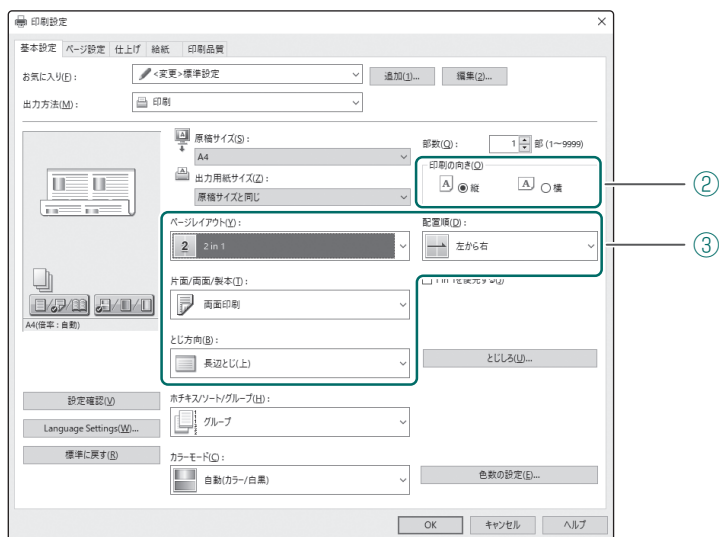 印刷設定
基本設定 ページ設定 仕上げ 給紙 印刷品質
お気に入り(F): <変更>標準設定 追加(1)... 編集(2)...
出力方法(M): 印刷
原稿サイズ(S):
A4
出力用紙サイズ(Z):
原稿サイズと同じ
部数(Q): 1 部 (1～9999)
印刷の向き(O)
A 縦 A 横
②
ページレイアウト(Y):
2 2 in 1
配置順(D):
左から右
③
片面/両面/製本(T):
両面印刷
とじ方向(B):
長辺とじ(上)
とじしろ(U)...
A4(倍率：自動)
設定確認(V)
Language Settings(W)...
標準に戻す(R)
ホチキス/ソート/グループ(H):
グループ
カラーモード(C):
自動(カラー/白黒)
色数の設定(E)...
OK キャンセル ヘルプ